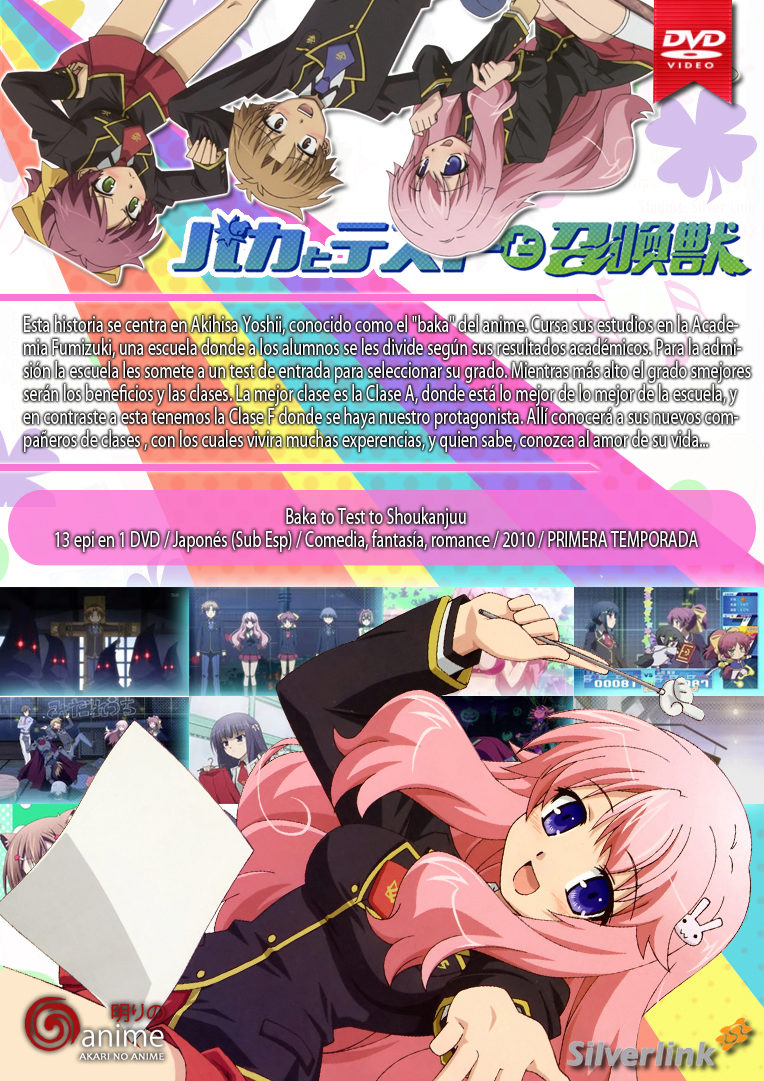 DVD
VIDEO
バカとテストと召喚獣
Esta historia se centra en Akihisa Yoshii, conocido como el "baka" del anime. Cursa sus estudios en la Acade-
mia Fumizuki, una escuela donde a los alumnos se les divide según sus resultados académicos. Para la admi-
sión la escuela les somete a un test de entrada para seleccionar su grado. Mientras más alto el grado smejores
serán los beneficios y las clases. La mejor clase es la Clase A, donde está lo mejor de lo mejor de la escuela, y
en contraste a esta tenemos la Clase F donde se haya nuestro protagonista. Allí conocerá a sus nuevos com-
pañeros de clases , con los cuales vivira muchas experencias, y quien sabe, conozca al amor de su vida...
Baka to Test to Shoukanjuu
13 epi en 1 DVD / Japonés (Sub Esp) / Comedia, fantasía, romance / 2010 / PRIMERA TEMPORADA
VS
00081
明りの
anime
AKARI NO ANIME
Silverlink
252